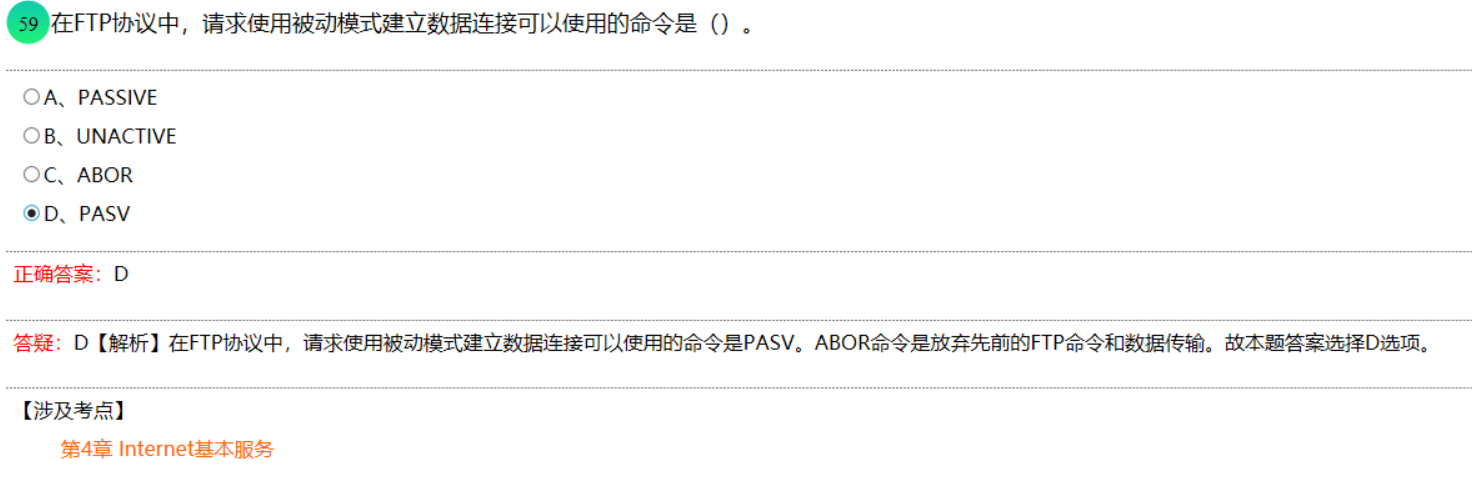 59 在FTP协议中，请求使用被动模式建立数据连接可以使用的命令是（）。
A、PASSIVE
B、UNACTIVE
C、ABOR
D、PASV
正确答案：D
答疑：D【解析】在FTP协议中，请求使用被动模式建立数据连接可以使用的命令是PASV。ABOR命令是放弃先前的FTP命令和数据传输。故本题答案选择D选项。
【涉及考点】
第4章 Internet基本服务